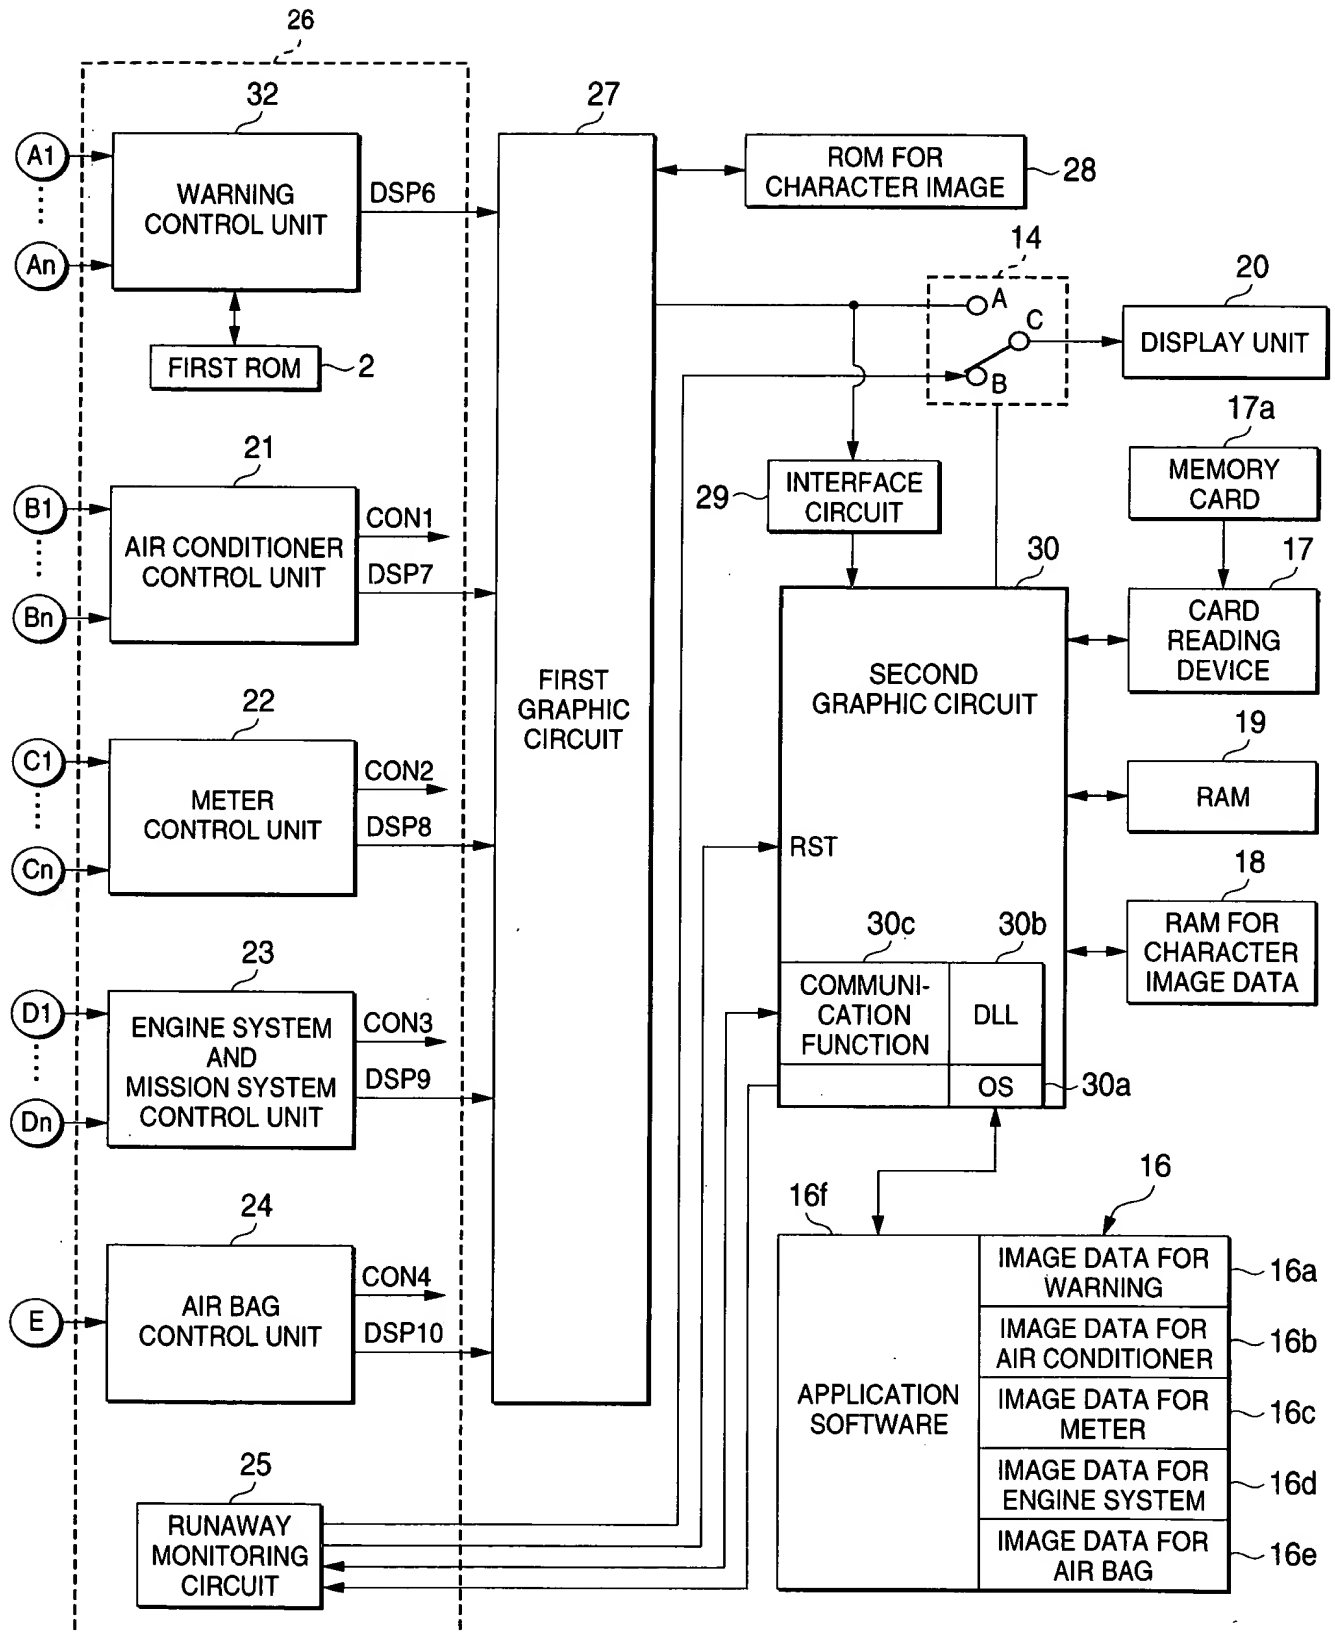 26
32
27
A1
WARNING
CONTROL UNIT
DSP6
ROM FOR
CHARACTER IMAGE
28
An
FIRST ROM
2
14
A
C
B
20
DISPLAY UNIT
17a
MEMORY
CARD
21
B1
AIR CONDITIONER
CONTROL UNIT
CON1
DSP7
Bn
29
INTERFACE
CIRCUIT
30
17
CARD
READING
DEVICE
FIRST
GRAPHIC
CIRCUIT
SECOND
GRAPHIC CIRCUIT
22
C1
METER
CONTROL UNIT
CON2
DSP8
Cn
19
RAM
RST
18
RAM FOR
CHARACTER
IMAGE DATA
30c
30b
COMMUNI-
CATION
FUNCTION
DLL
OS
30a
23
D1
ENGINE SYSTEM
AND
MISSION SYSTEM
CONTROL UNIT
CON3
DSP9
Dn
24
E
AIR BAG
CONTROL UNIT
CON4
DSP10
16f
16
APPLICATION
SOFTWARE
IMAGE DATA FOR
WARNING
16a
IMAGE DATA FOR
AIR CONDITIONER
16b
IMAGE DATA FOR
METER
16c
IMAGE DATA FOR
ENGINE SYSTEM
16d
IMAGE DATA FOR
AIR BAG
16e
25
RUNAWAY
MONITORING
CIRCUIT